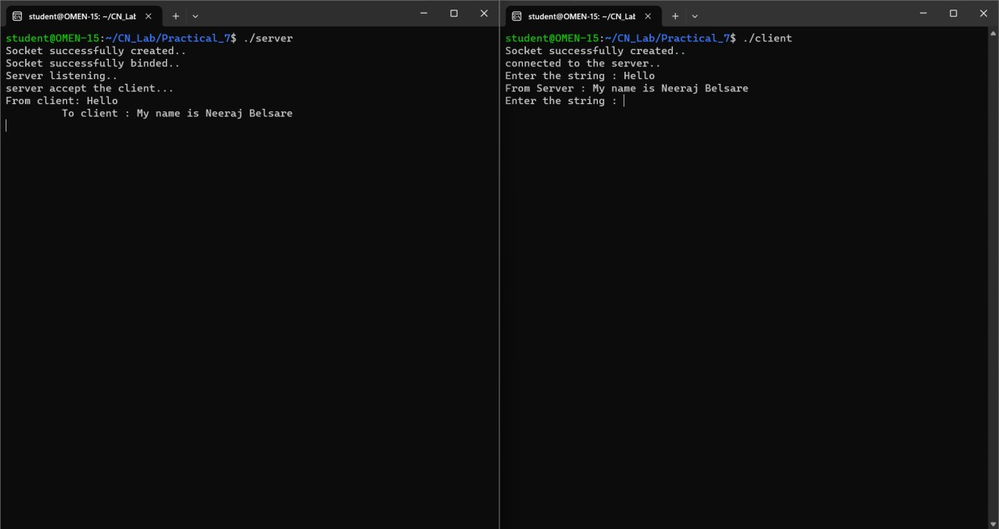 student@OMEN-15: ~/CN_Lab
student@OMEN-15:~/CN_Lab/Practical_7$ ./server
Socket successfully created..
Socket successfully binded..
Server listening..
server accept the client...
From client: Hello
         To client : My name is Neeraj Belsare
student@OMEN-15: ~/CN_Lab
student@OMEN-15:~/CN_Lab/Practical_7$ ./client
Socket successfully created..
connected to the server..
Enter the string : Hello
From Server : My name is Neeraj Belsare
Enter the string :